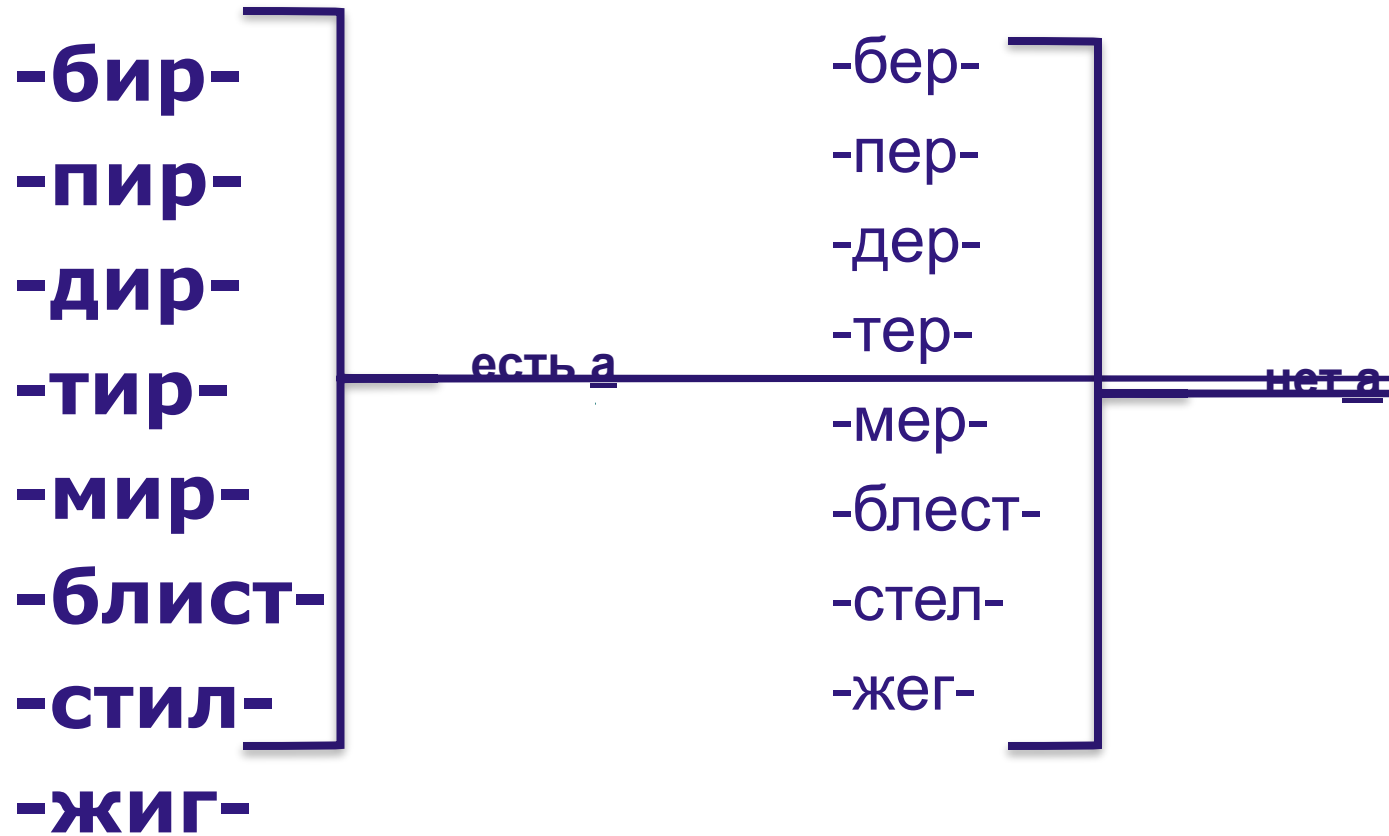 -бир-
-пир-
-дир-
-тир-
-мир-
-блист-
-стил-
-жиг-
есть а
-бер-
-пер-
-дер-
-тер-
-мер-
-блест-
-стел-
-жег-
нет а